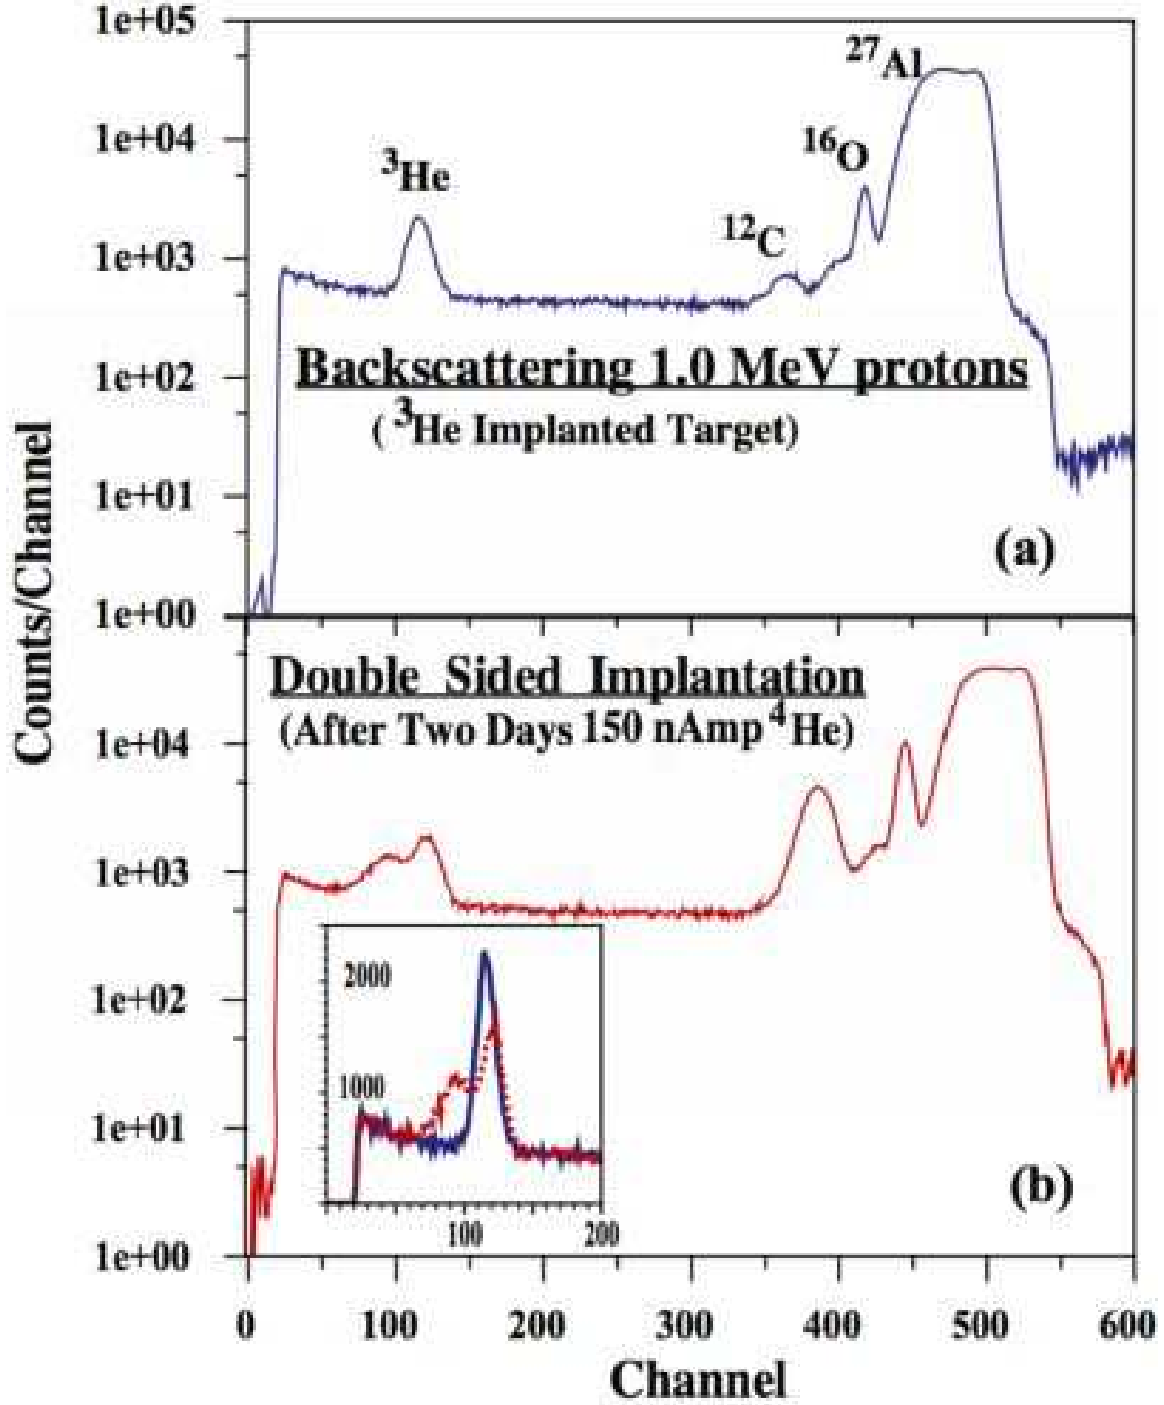 1e+05
1e+04
1e+03
1e+02
1e+01
1e+00
³He
¹²C
¹⁶O
²⁷Al
Backscattering 1.0 MeV protons
( ³He Implanted Target)
(a)
Counts/Channel
Double Sided Implantation
(After Two Days 150 nAmp ⁴He)
1e+04
1e+03
1e+02
1e+01
1e+00
2000
1000
100 200
(b)
0 100 200 300 400 500 600
Channel